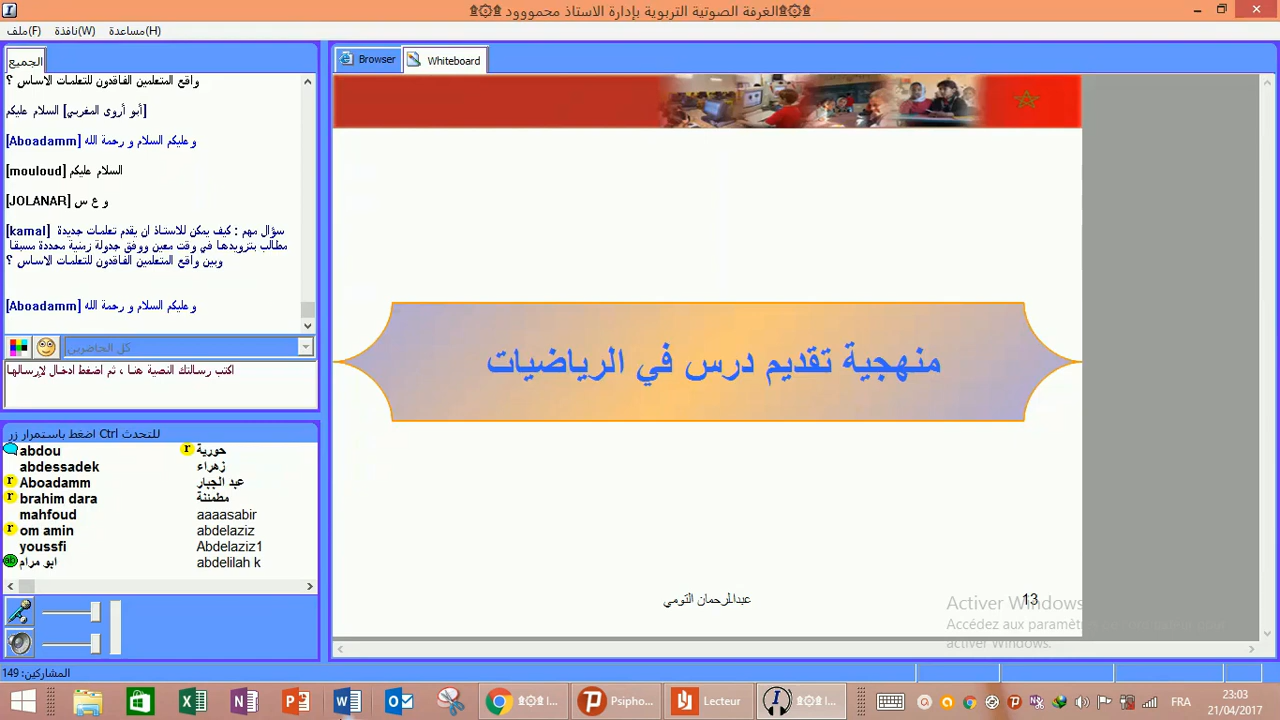 ۩۞۩الغرفة الصوتية التربوية بإدارة الاستاذ محمووود ۩۞۩
ملف(F) نافذة(W) مساعدة(H)
الجميع
واقع المتعلمين الفاقدون للتعلمات الاساس ؟
[أبو أروى المغربي] السلام عليكم
[Aboadamm] و عليكم السلام و رحمة الله
[mouloud] السلام عليكم
[JOLANAR] و ع س
[kamal] سؤال مهم : كيف يمكن للاستاذ ان يقدم تعلمات جديدة
مطالب بتزويدها في وقت معين ووفق جدولة زمنية محددة مسبقا
وبين واقع المتعلمين الفاقدون للتعلمات الاساس ؟
[Aboadamm] و عليكم السلام و رحمة الله
كل الحاضرين
اكتب رسالتك النصية هنا ، ثم اضغط ادخال لإرسالها
للتحدث Ctrl اضغط باستمرار زر
abdou
abdessadek
Aboadamm
brahim dara
mahfoud
om amin
youssfi
ابو مرام
حورية
زهراء
عبد الجبار
مطمئنة
aaaasabir
abdelaziz
Abdelaziz1
abdelilah k
المشاركين: 149
Browser
Whiteboard
منهجية تقديم درس في الرياضيات
عبدالرحمان التومي
13
Activer Windows
Accédez aux paramètres
activer Windows.
۩۞۩ l...
Psipho...
Lecteur
۩۞۩ l...
FRA
23:03
21/04/2017